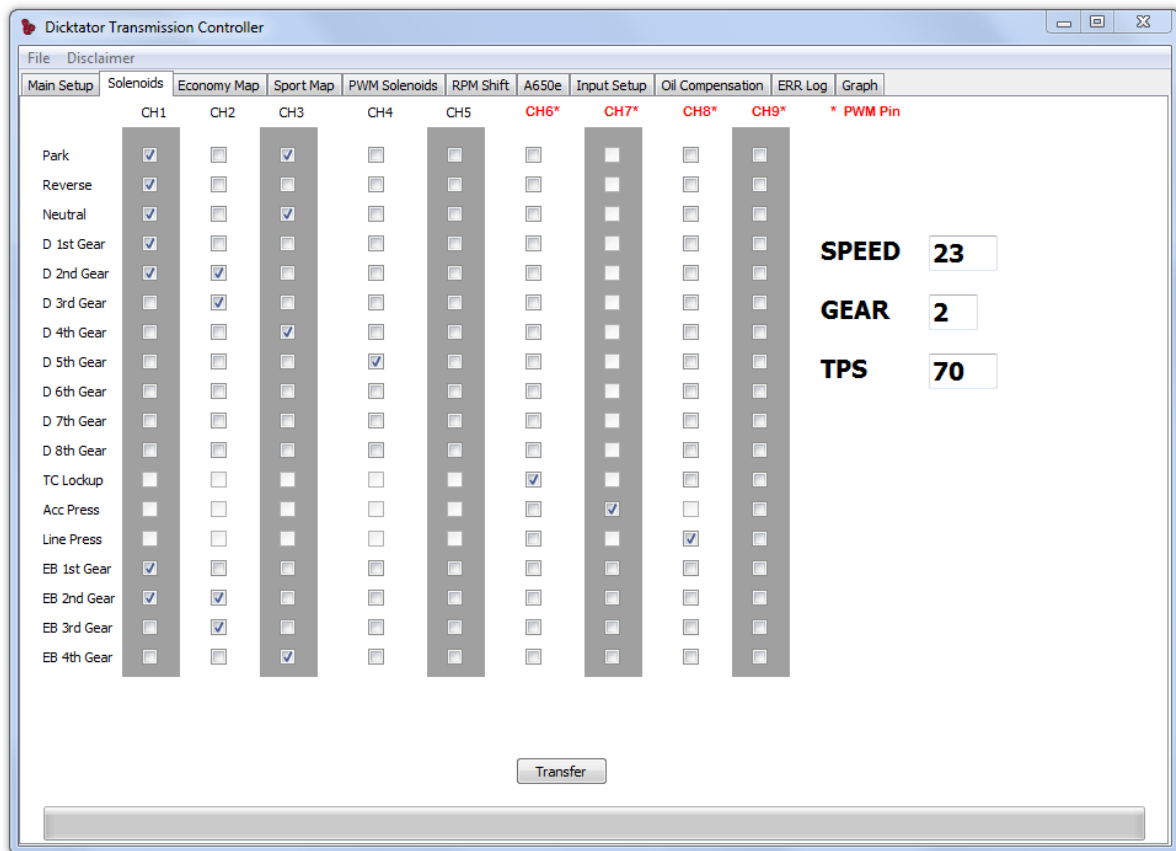 Dicktator Transmission Controller
File Disclaimer
Main Setup Solenoids Economy Map Sport Map PWM Solenoids RPM Shift A650e Input Setup Oil Compensation ERR Log Graph
CH1 CH2 CH3 CH4 CH5 CH6* CH7* CH8* CH9* * PWM Pin
Park
Reverse
Neutral
D 1st Gear
SPEED 23
D 2nd Gear
D 3rd Gear
GEAR 2
D 4th Gear
D 5th Gear
TPS 70
D 6th Gear
D 7th Gear
D 8th Gear
TC Lockup
Acc Press
Line Press
EB 1st Gear
EB 2nd Gear
EB 3rd Gear
EB 4th Gear
Transfer